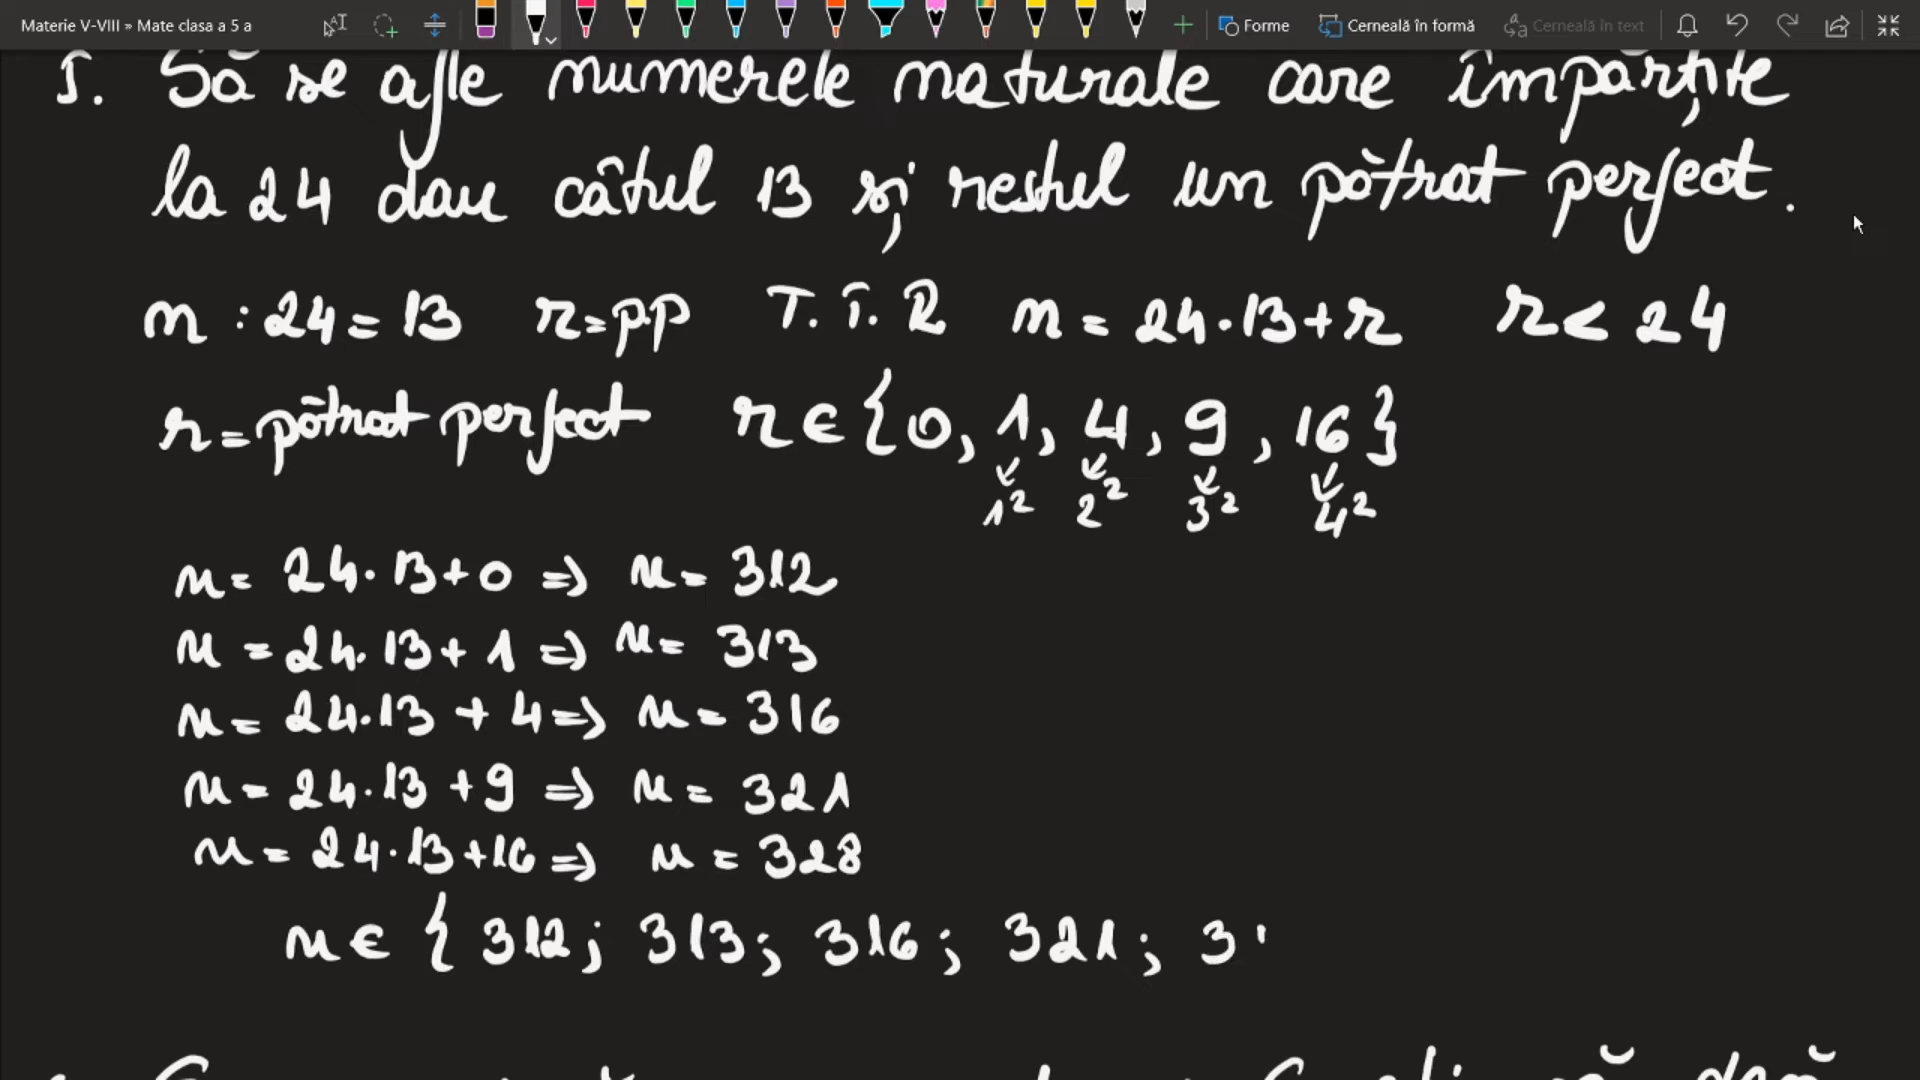 Materie V-VIII » Mate clasa a 5 a Forme Cerneală în formă Cerneală în text
5. Să se afle numerele naturale care împărțite
la 24 dau câtul 13 și restul un pătrat perfect.
n : 24 = 13 r = pp T. Î. R n = 24·13+r r < 24
r = pătrat perfect r ∈ {0, 1, 4, 9, 16}
1² 2² 3² 4²
n = 24·13+0 => n = 312
n = 24·13+1 => n = 313
n = 24·13+4 => n = 316
n = 24·13+9 => n = 321
n = 24·13+16 => n = 328
n ∈ { 312; 313; 316; 321; 3